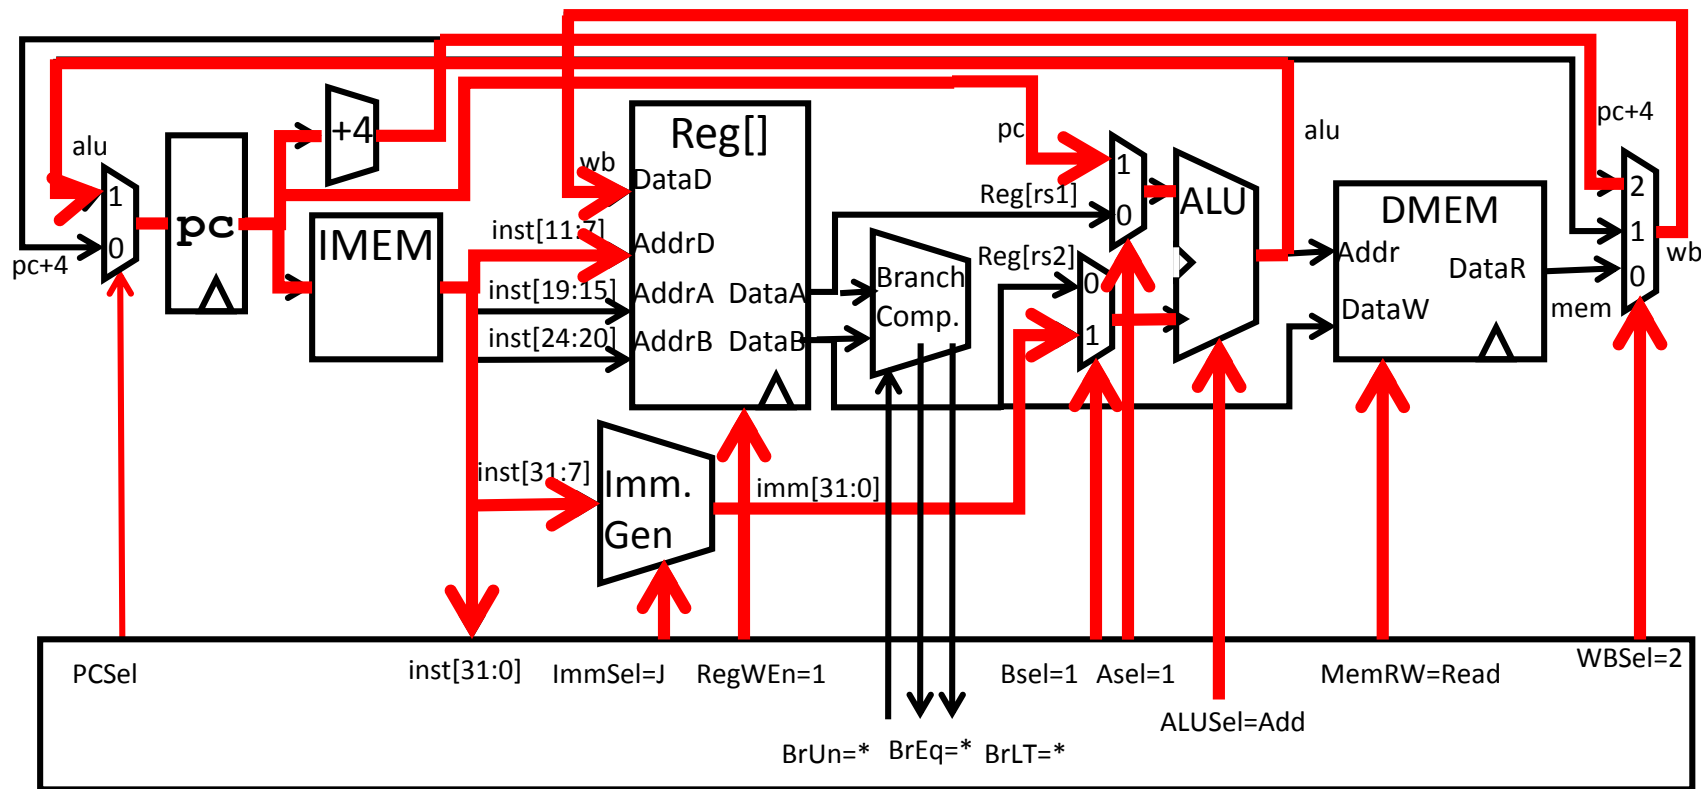 pc+4
alu
+4
Reg[]
pc
alu
wb
DataD
1
2
1
Reg[rs1]
ALU
DMEM
pc
IMEM
inst[11:7]
AddrD
0
1
0
pc+4
Branch
Comp.
Reg[rs2]
Addr
DataR
wb
inst[19:15]
AddrA
DataA
0
0
mem
DataW
inst[24:20]
AddrB
DataB
1
inst[31:7]
Imm.
Gen
imm[31:0]
PCSel
inst[31:0]
ImmSel=J
RegWEn=1
Bsel=1
Asel=1
MemRW=Read
WBSel=2
ALUSel=Add
BrUn=*
BrEq=*
BrLT=*